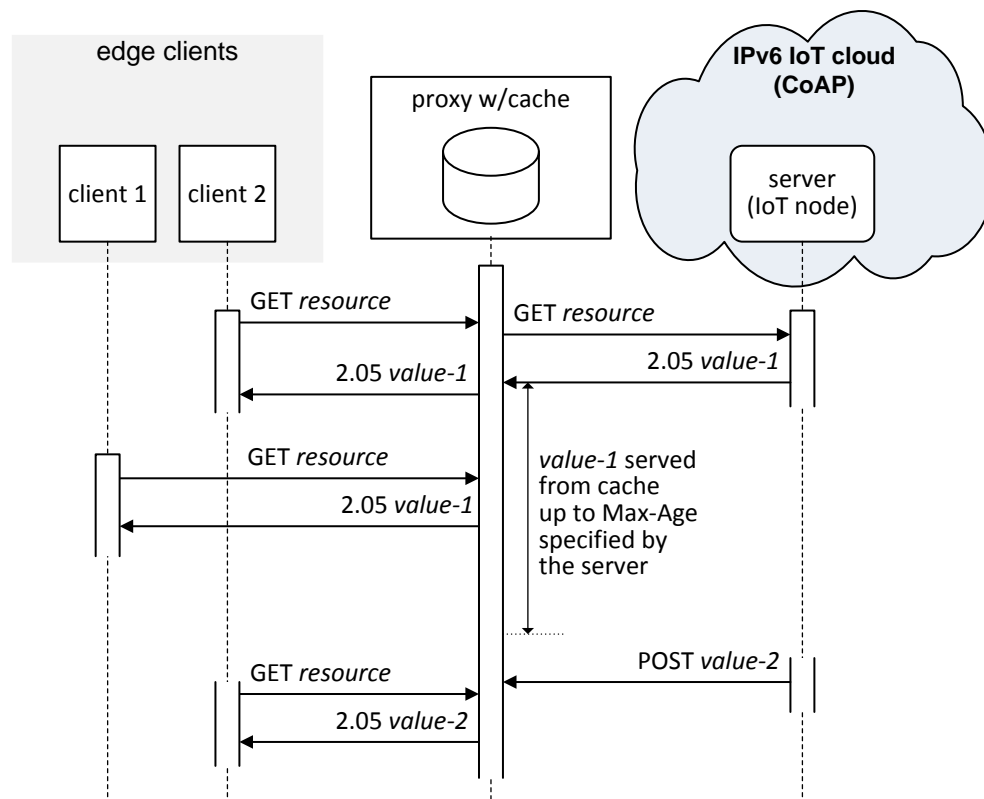 edge clients
client 1
client 2
proxy w/cache
IPv6 IoT cloud
(CoAP)
server
(IoT node)
GET resource
GET resource
2.05 value-1
2.05 value-1
GET resource
2.05 value-1
value-1 served
from cache
up to Max-Age
specified by
the server
POST value-2
GET resource
2.05 value-2